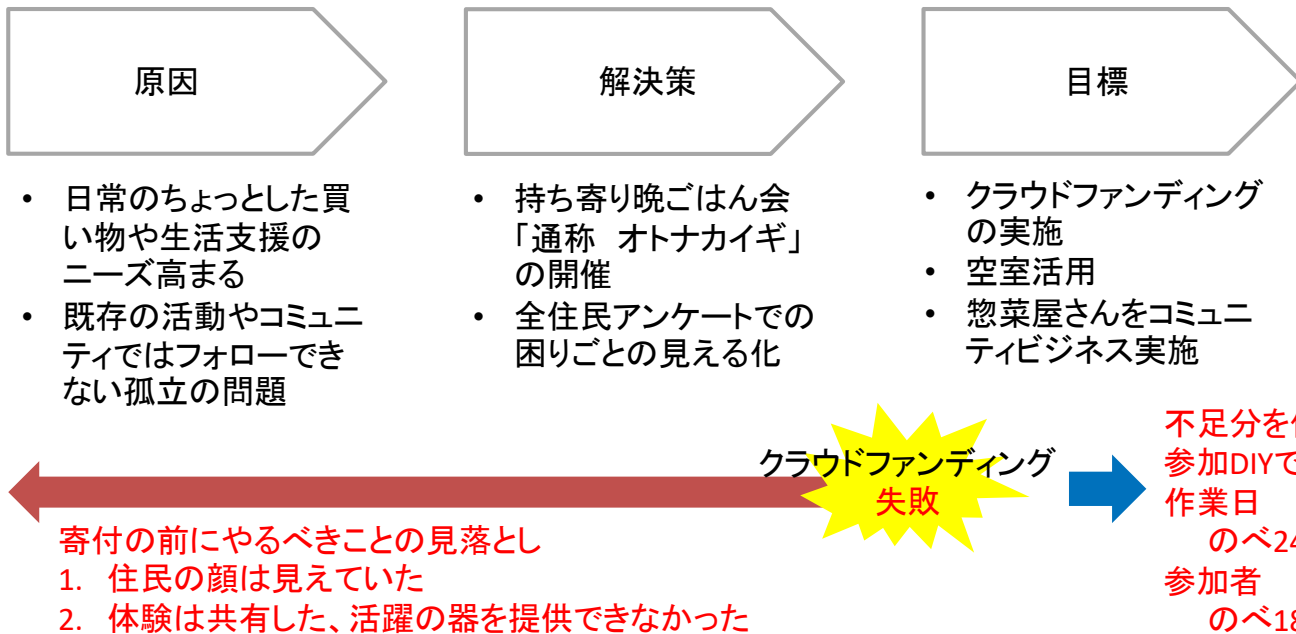 原因
解決策
目標
• 日常のちょっとした買
い物や生活支援の
ニーズ高まる
• 既存の活動やコミュニ
ティではフォローでき
ない孤立の問題
• 持ち寄り晩ごはん会
「通称　オトナカイギ」
の開催
• 全住民アンケートでの
困りごとの見える化
• クラウドファンディング
の実施
• 空室活用
• 惣菜屋さんをコミュニ
ティビジネス実施
クラウドファンディング
失敗
寄付の前にやるべきことの見落とし
1. 住民の顔は見えていた
2. 体験は共有した、活躍の器を提供できなかった
不足分を
参加DIYで
作業日
のべ24
参加者
のべ18